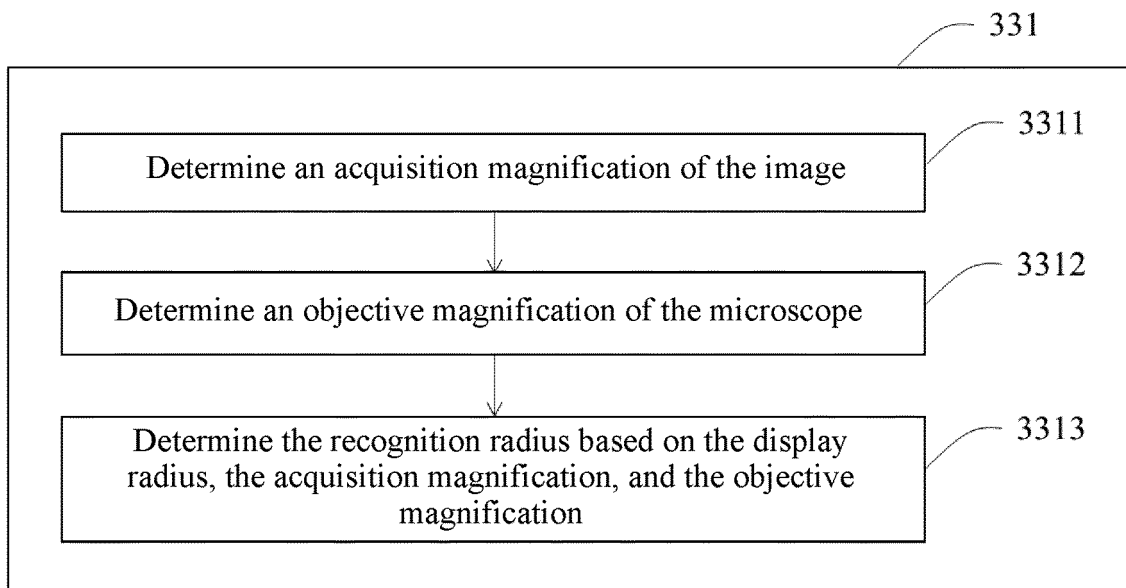 331
3311
Determine an acquisition magnification of the image
3312
Determine an objective magnification of the microscope
3313
Determine the recognition radius based on the display
radius, the acquisition magnification, and the objective
magnification